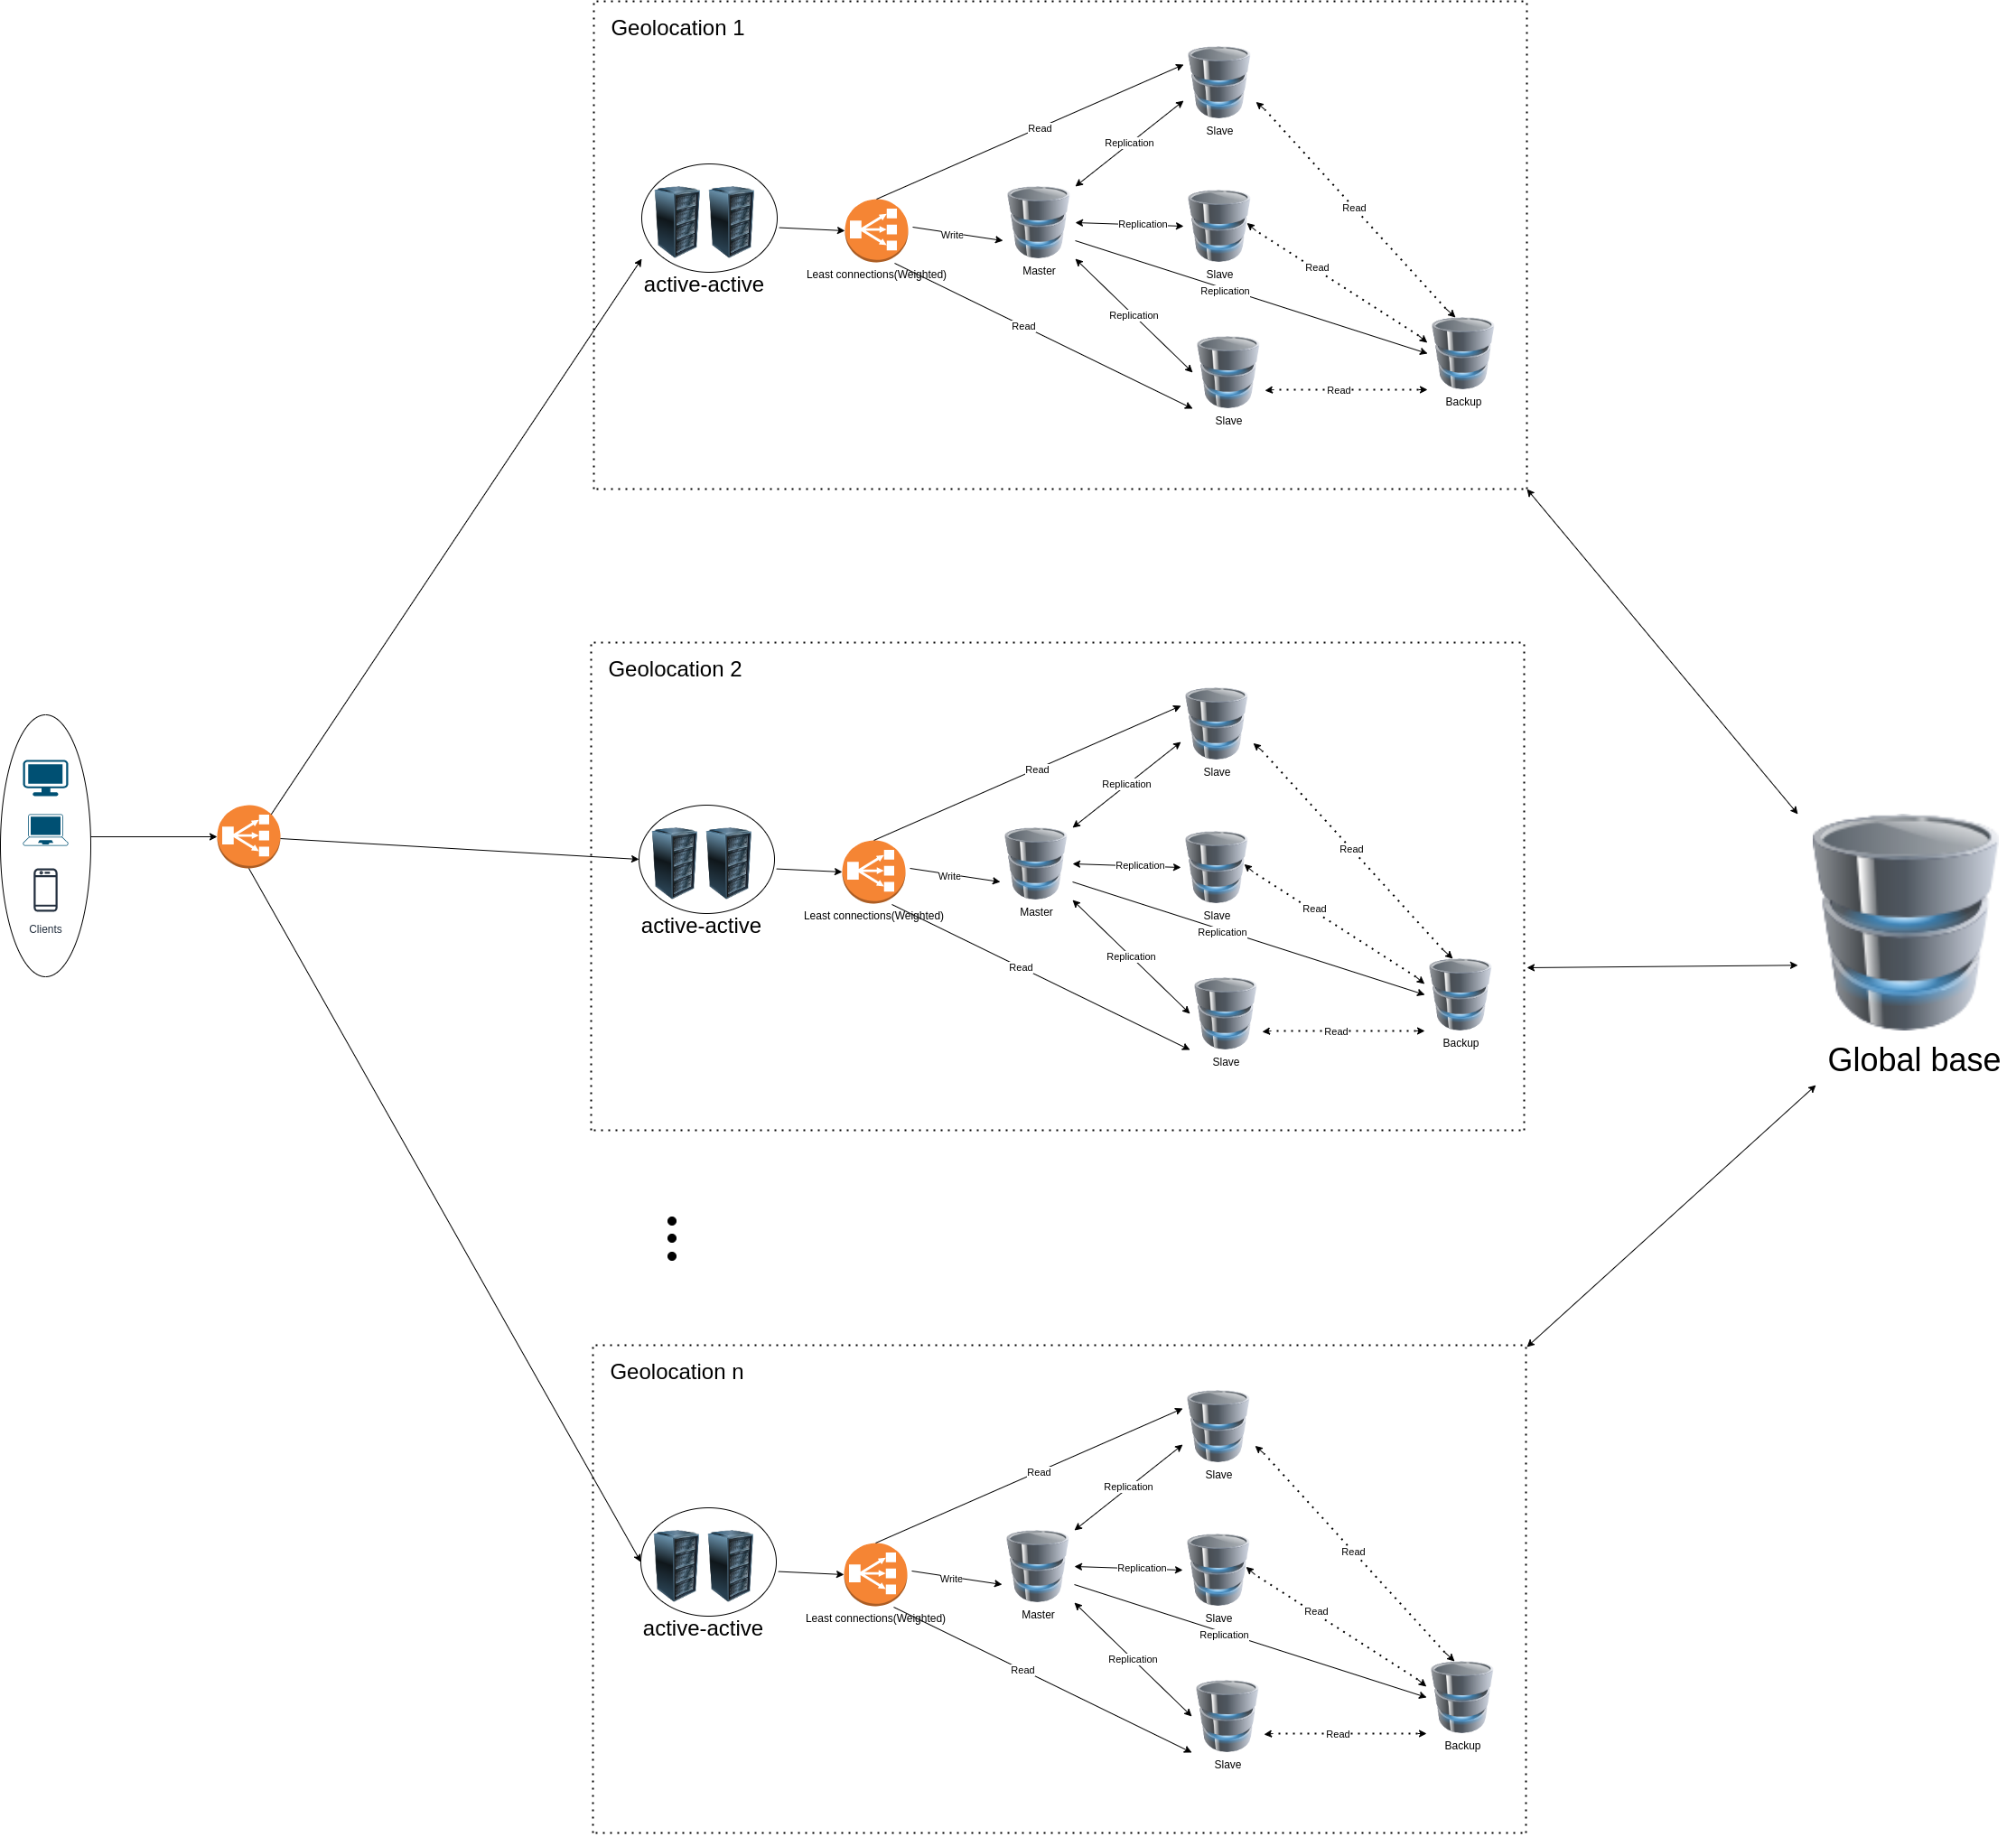 Geolocation 1
Slave
Read
Replication
Read
Replication
Write
Master
Slave
Read
active-active
Least connections(Weighted)
Replication
Replication
Read
Read
Slave
Backup
Geolocation 2
Slave
Read
Replication
Read
Replication
Write
Master
Slave
Read
active-active
Least connections(Weighted)
Replication
Replication
Read
Read
Slave
Backup
Clients
Global base
Geolocation n
Slave
Read
Replication
Read
Replication
Write
Master
Slave
Read
active-active
Least connections(Weighted)
Replication
Replication
Read
Read
Slave
Backup